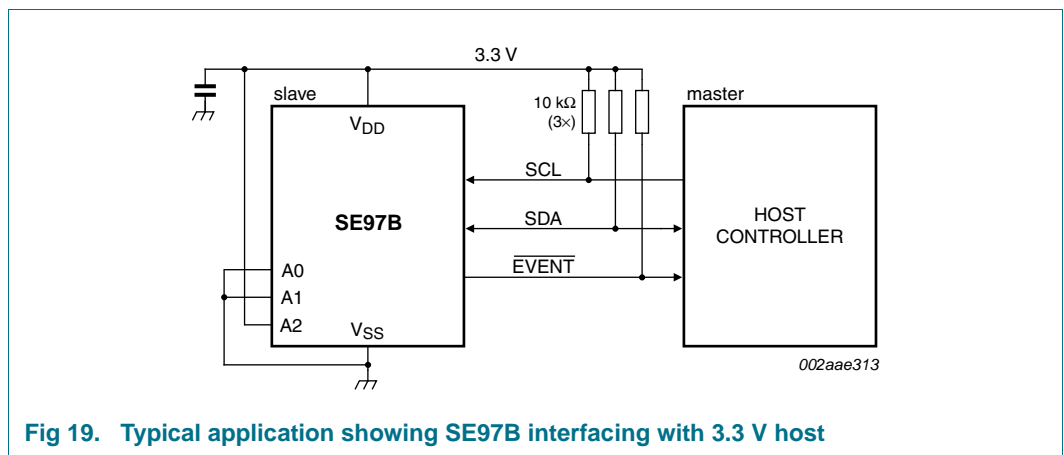 3.3 V
slave
10 kΩ
(3×)
master
VDD
SCL
SE97B
SDA
HOST
CONTROLLER
EVENT
A0
A1
A2
VSS
002aae313
Fig 19. Typical application showing SE97B interfacing with 3.3 V host